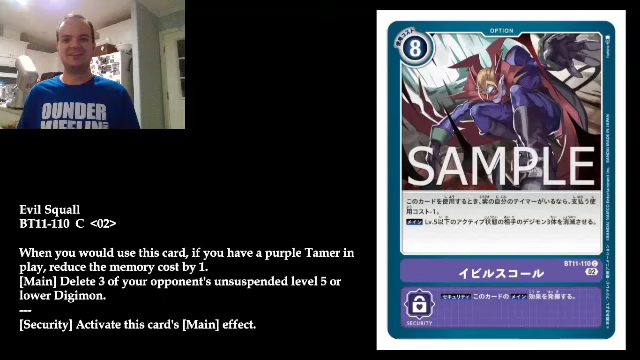 OUNDER
MIFFLIN
Evil Squall
BT11-110 C <02>
When you would use this card, if you have a purple Tamer in
play, reduce the memory cost by 1.
[Main] Delete 3 of your opponent's unsuspended level 5 or
lower Digimon.
---
[Security] Activate this card's [Main] effect.
OPTION
8
SAMPLE
このカードを使用するとき、紫の自分のテイマーがいるなら、支払う使
用コスト-1。
メイン Lv.5以下のアクティブ状態の相手のデジモン3体を消滅させる。
BT11-110 C
02
イビルスコール
セキュリティ このカードの メイン 効果を発揮する。
SECURITY